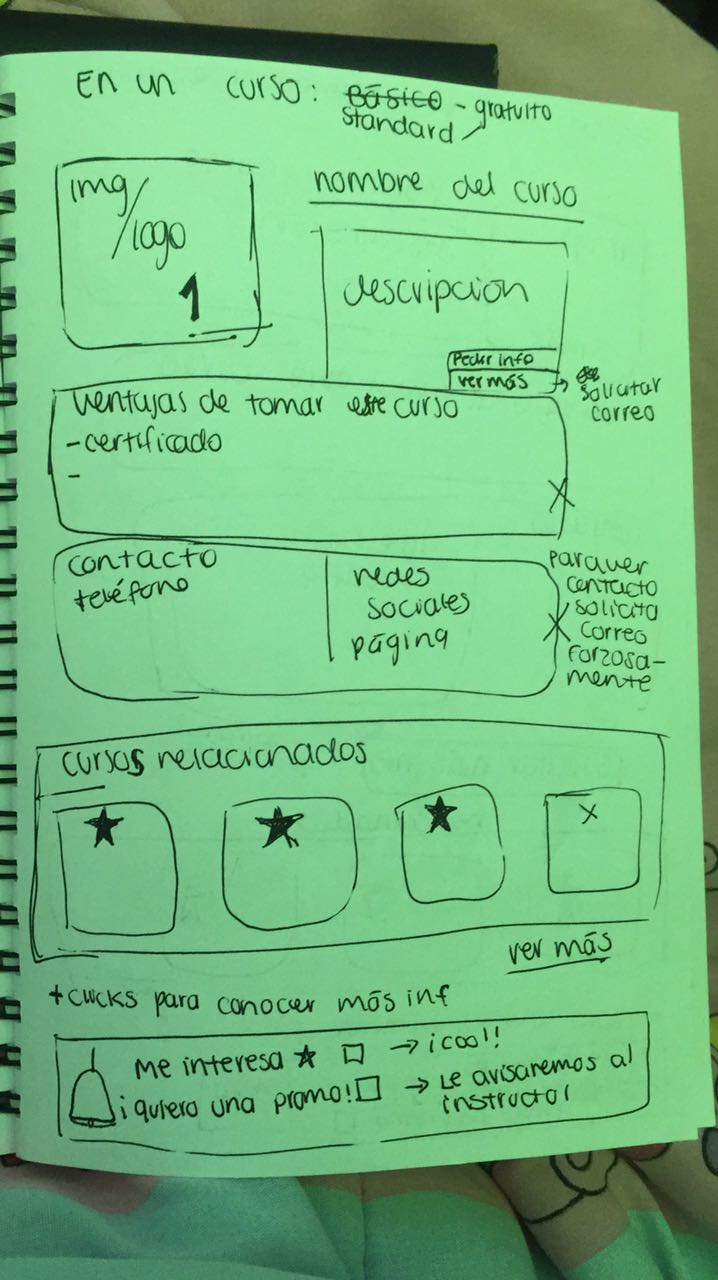 En un curso: Básico - gratuito
Standard
img/logo
1
nombre del curso
descripcion
Pedir info
ver más → solicitar
correo
ventajas de tomar este curso
- certificado
-
X
contacto
teléfono
redes
sociales
página
X
para ver
contacto
solicita
correo
forzosa-
mente
cursos relacionados
★ ★ ★ X
ver más
+ clicks para conocer más inf
Me interesa ★ □ → ¡cool!!
¡quiero una promo! □ → Le avisaremos al
instructor